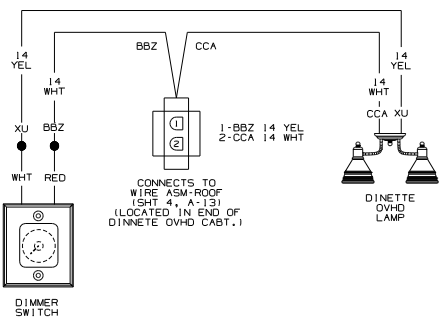 BBZ
CCA
14
YEL
14
WHT
14
WHT
14
YEL
XU
BBZ
CCA
XU
1
2
1-BBZ 14 YEL
2-CCA 14 WHT
WHT
RED
CONNECTS TO
WIRE ASM-ROOF
(SHT 4, A-13)
(LOCATED IN END OF
DINNETE OVHD CABT.)
DINETTE
OVHD
LAMP
DIMMER
SWITCH